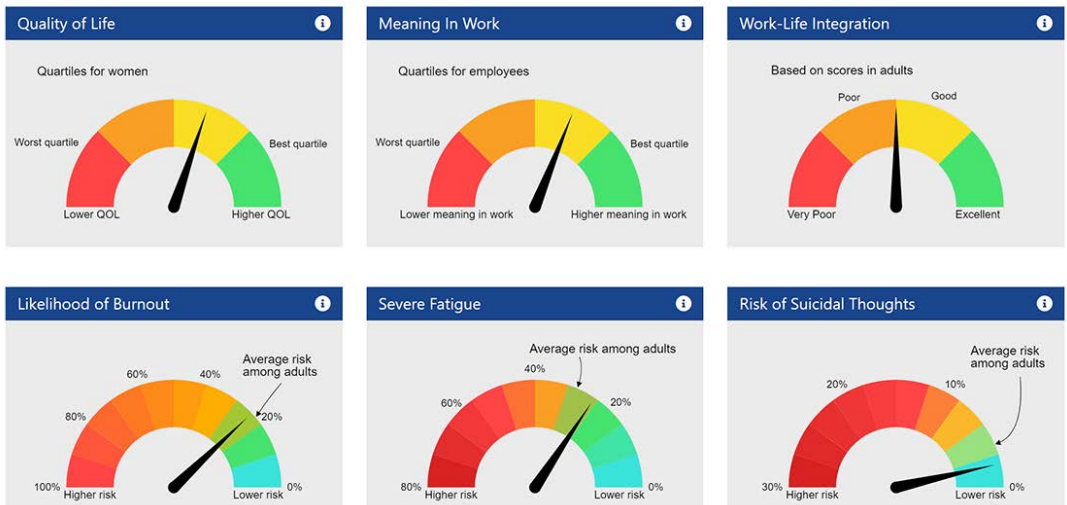 Quality of Life
Quartiles for women
Worst quartile
Best quartile
Lower QOL
Higher QOL
Meaning In Work
Quartiles for employees
Worst quartile
Best quartile
Lower meaning in work
Higher meaning in work
Work-Life Integration
Based on scores in adults
Poor
Good
Very Poor
Excellent
Likelihood of Burnout
Average risk
among adults
60%
40%
80%
20%
100%
0%
Higher risk
Lower risk
Severe Fatigue
Average risk among adults
40%
60%
20%
80%
0%
Higher risk
Lower risk
Risk of Suicidal Thoughts
Average risk
among adults
20%
10%
30%
0%
Higher risk
Lower risk